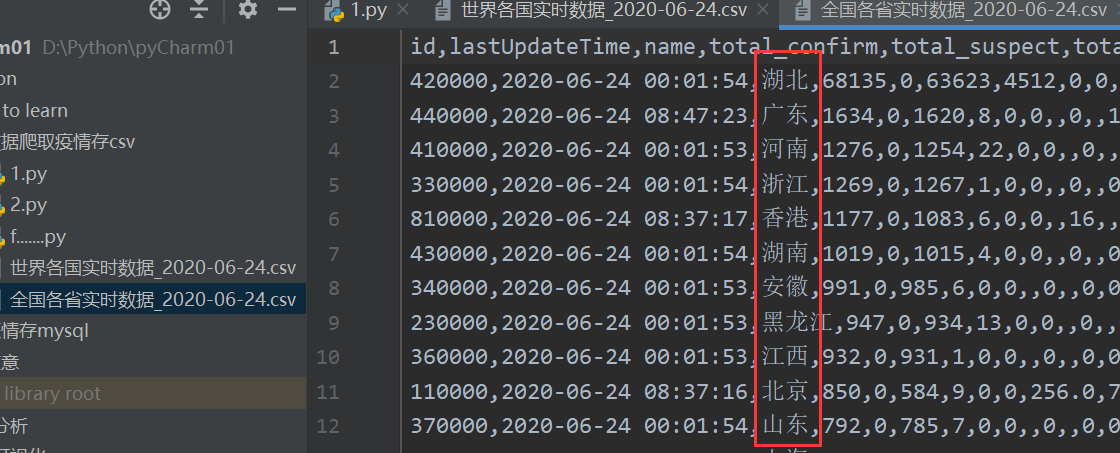 1.py
世界各国实时数据_2020-06-24.csv
全国各省实时数据_2020-06-24.csv
rm01 D:\Python\pyCharm01
on
to learn
据爬取疫情存csv
1.py
2.py
f.......py
世界各国实时数据_2020-06-24.csv
全国各省实时数据_2020-06-24.csv
情存mysql
意
library root
分析
1 id,lastUpdateTime,name,total_confirm,total_suspect,tota
2 420000,2020-06-24 00:01:54,湖北,68135,0,63623,4512,0,0,
3 440000,2020-06-24 08:47:23,广东,1634,0,1620,8,0,0,,0,,1
4 410000,2020-06-24 00:01:53,河南,1276,0,1254,22,0,0,,0,,
5 330000,2020-06-24 00:01:54,浙江,1269,0,1267,1,0,0,,0,,0
6 810000,2020-06-24 08:37:17,香港,1177,0,1083,6,0,0,,16,,
7 430000,2020-06-24 00:01:54,湖南,1019,0,1015,4,0,0,,0,,0
8 340000,2020-06-24 00:01:53,安徽,991,0,985,6,0,0,,0,,0,0
9 230000,2020-06-24 00:01:53,黑龙江,947,0,934,13,0,0,,0,,
10 360000,2020-06-24 00:01:53,江西,932,0,931,1,0,0,,0,,0,0
11 110000,2020-06-24 08:37:16,北京,850,0,584,9,0,0,256.0,7
12 370000,2020-06-24 00:01:54,山东,792,0,785,7,0,0,,0,,0,0